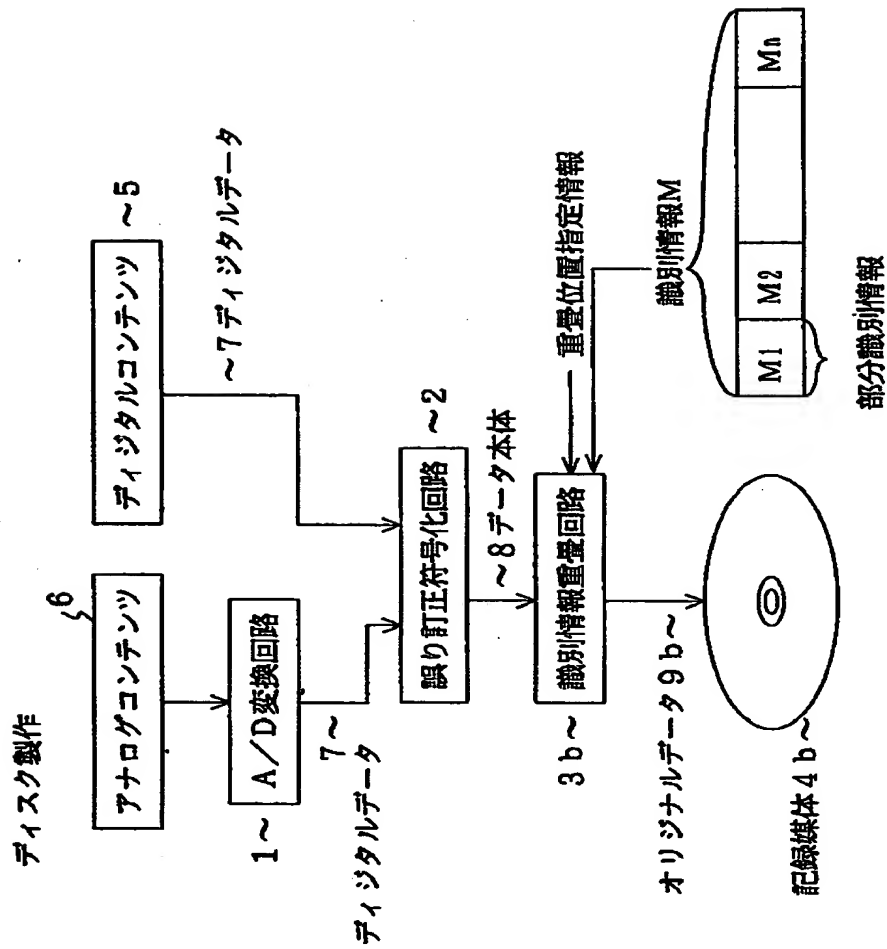 ディスク製作
6
アナログコンテンツ
ディジタルコンテンツ ～5
1～ A/D変換回路
7～
ディジタルデータ
～7ディジタルデータ
誤り訂正符号化回路 ～2
～8データ本体
重畳位置指定情報
3b～ 識別情報重畳回路
識別情報M
オリジナルデータ9b～
記録媒体4b～
M1 M2 Mn
部分識別情報